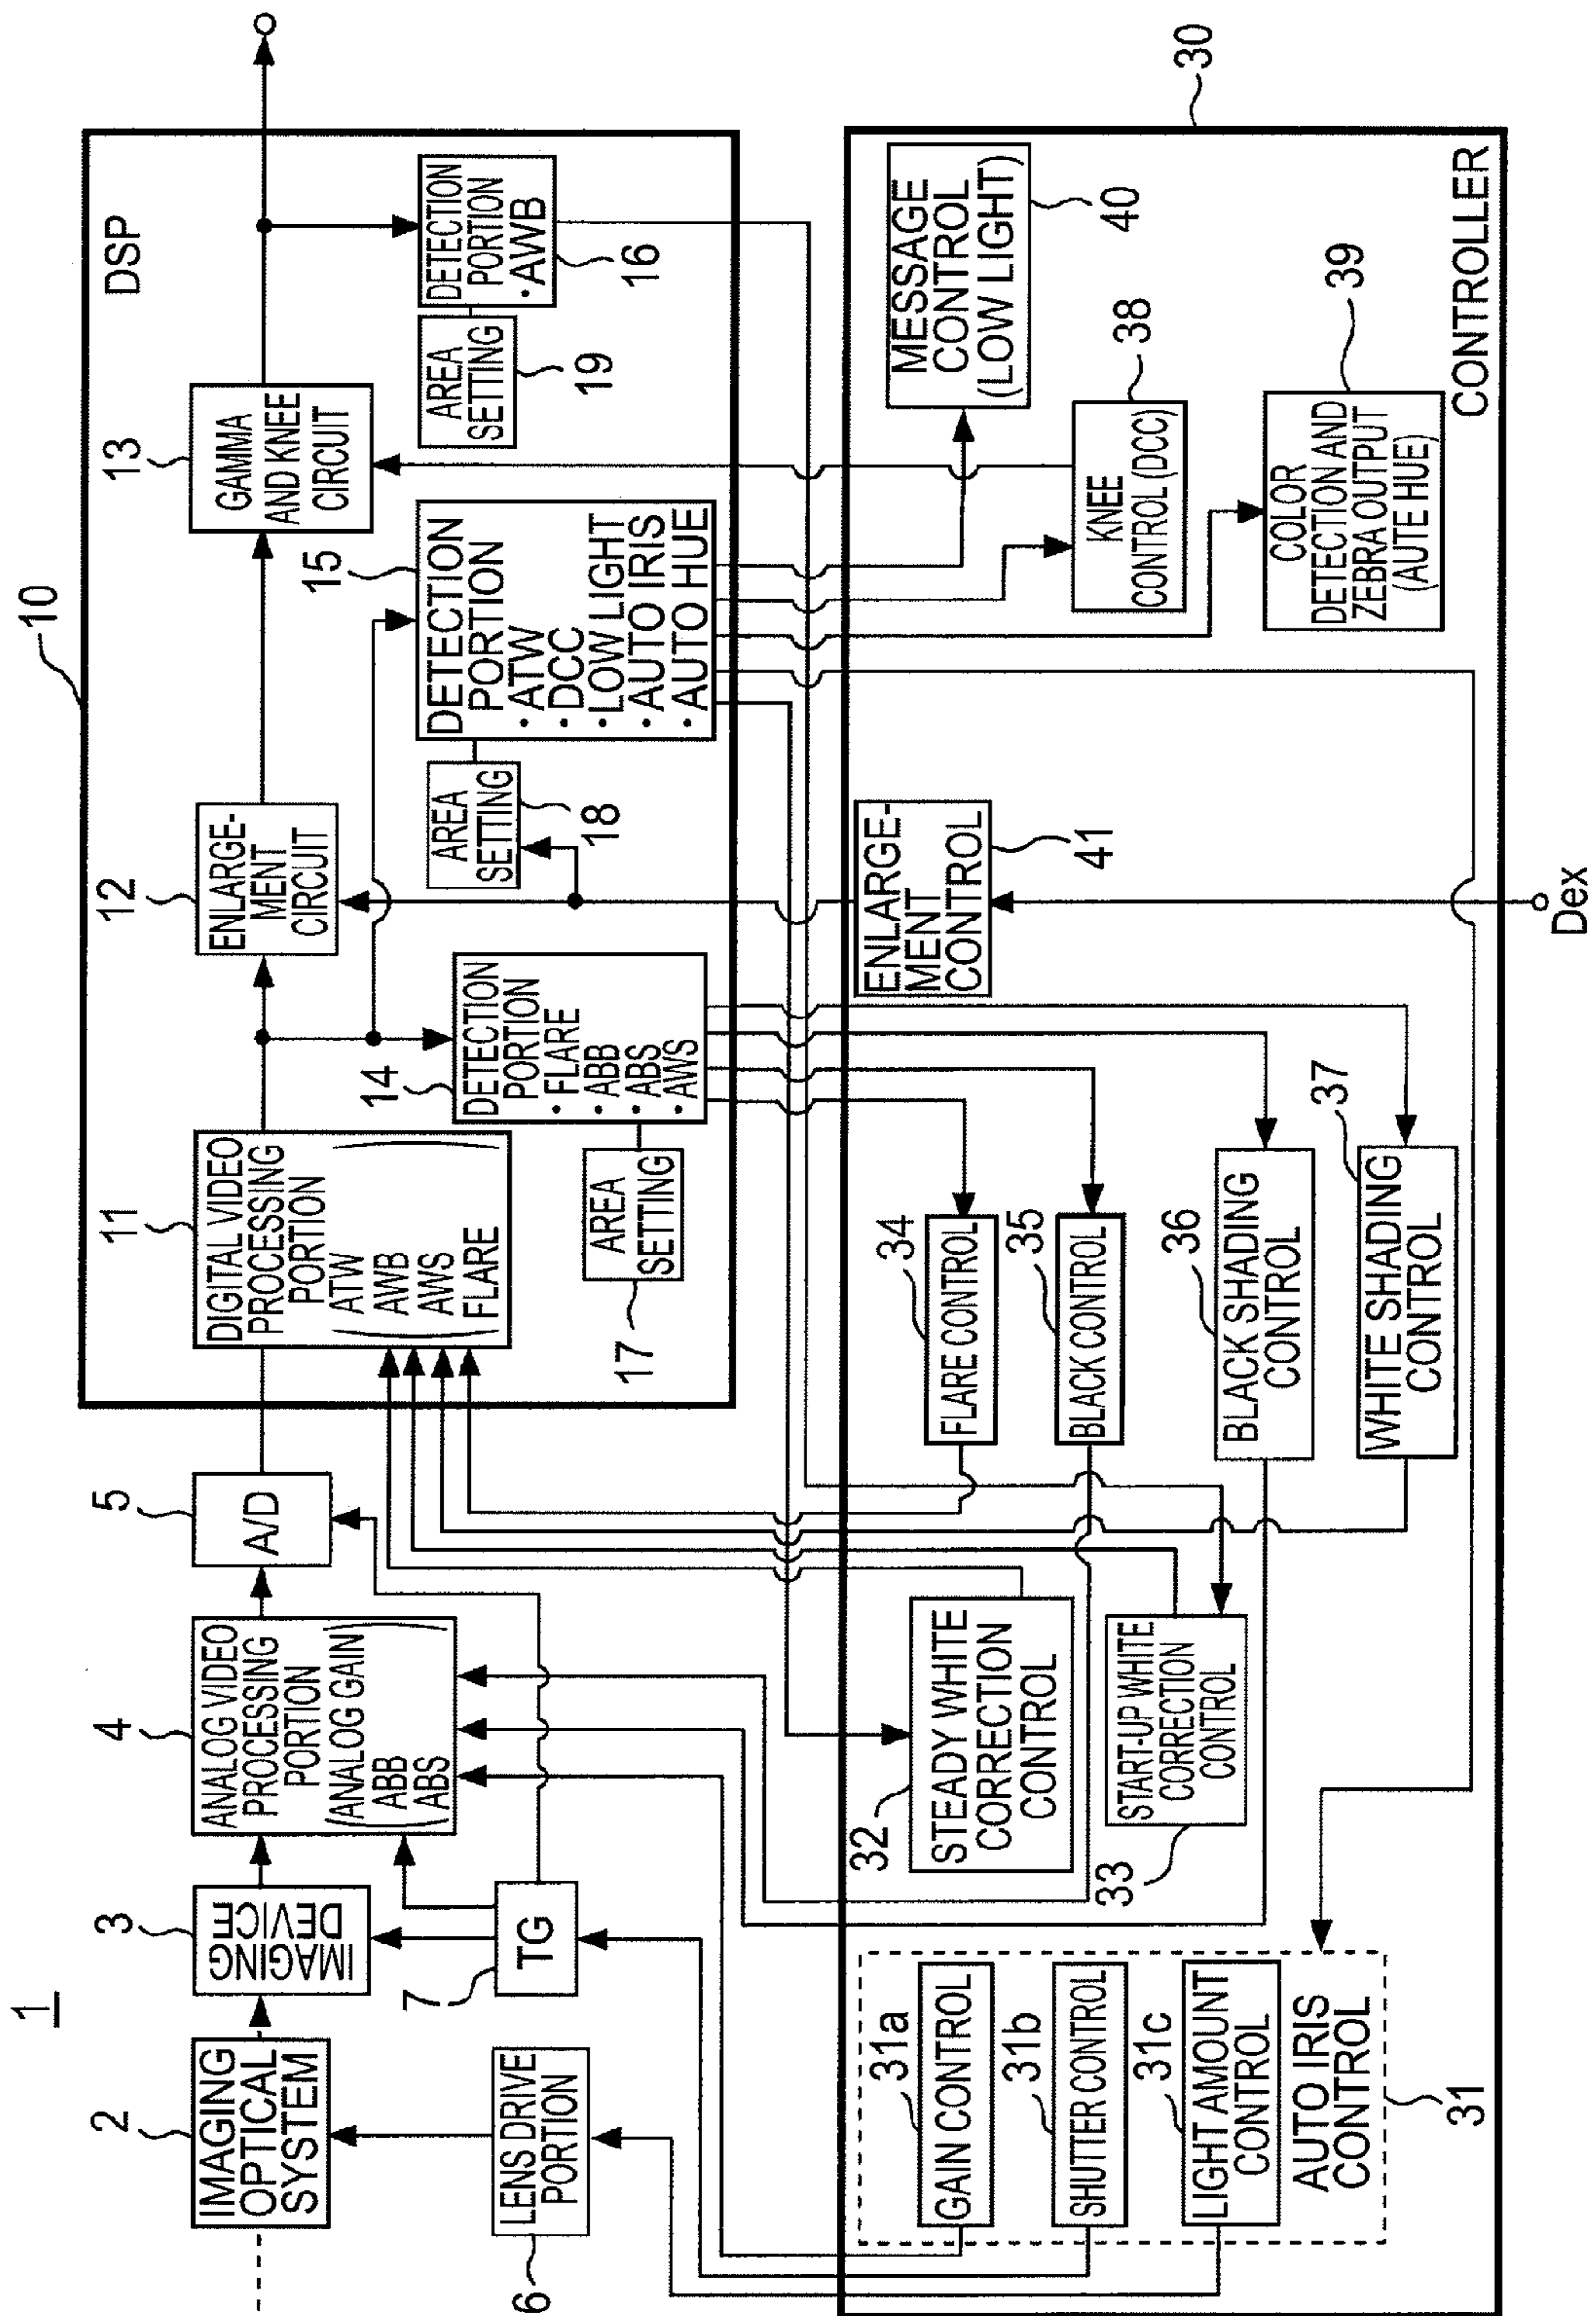 1
2
IMAGING
OPTICAL
SYSTEM
3
IMAGING
DEVICE
4
ANALOG VIDEO
PROCESSING
PORTION
(ANALOG GAIN
ABB
ABS)
5
A/D
6
LENS DRIVE
PORTION
7
TG
10
DSP
11
DIGITAL VIDEO
PROCESSING
PORTION
(ATW
AWB
AWS
FLARE)
12
ENLARGE-
MENT
CIRCUIT
13
GAMMA
AND KNEE
CIRCUIT
14
DETECTION
PORTION
• FLARE
• ABB
• ABS
• AWS
17
AREA
SETTING
15
DETECTION
PORTION
• ATW
• DCC
• LOW LIGHT
• AUTO IRIS
• AUTO HUE
18
AREA
SETTING
16
DETECTION
PORTION
• AWB
19
AREA
SETTING
30
CONTROLLER
31
AUTO IRIS
CONTROL
31a
GAIN CONTROL
31b
SHUTTER CONTROL
31c
LIGHT AMOUNT
CONTROL
32
STEADY WHITE
CORRECTION
CONTROL
33
START-UP WHITE
CORRECTION
CONTROL
34
FLARE CONTROL
35
BLACK CONTROL
36
BLACK SHADING
CONTROL
37
WHITE SHADING
CONTROL
41
ENLARGE-
MENT
CONTROL
Dex
38
KNEE
CONTROL (DCC)
39
COLOR
DETECTION AND
ZEBRA OUTPUT
(AUTE HUE)
40
MESSAGE
CONTROL
(LOW LIGHT)